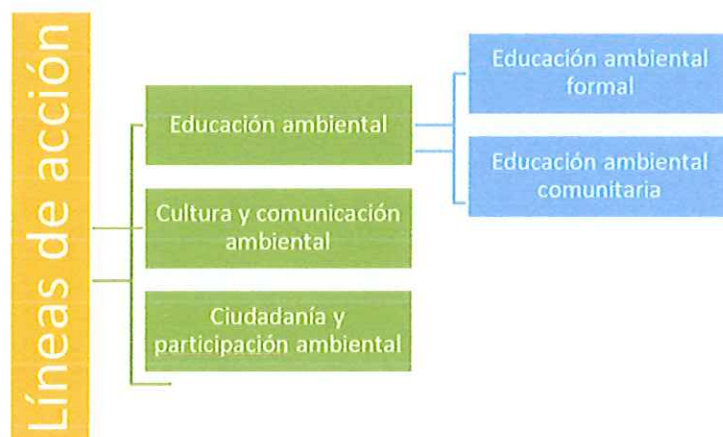 Líneas de acción
Educación ambiental
Cultura y comunicación
ambiental
Ciudadanía y
participación ambiental
Educación ambiental
formal
Educación ambiental
comunitaria